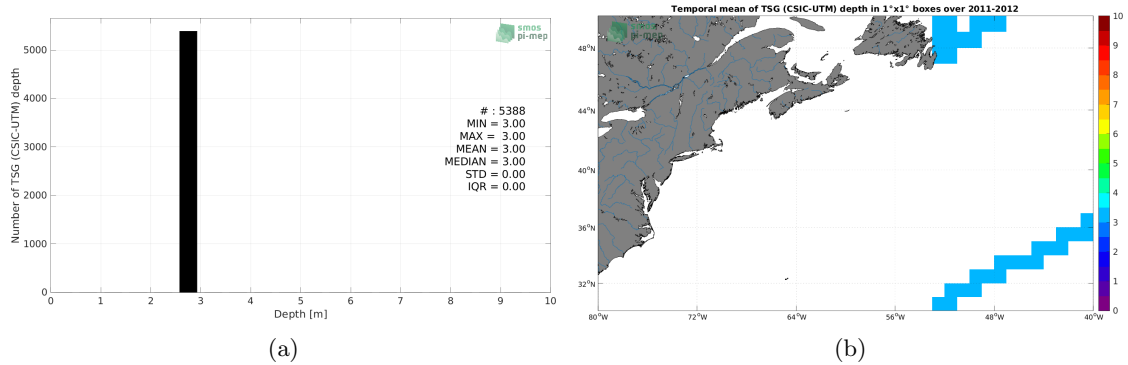 smos
pi-mep
Number of TSG (CSIC-UTM) depth
5000
4000
3000
2000
1000
0
# : 5388
MIN = 3.00
MAX = 3.00
MEAN = 3.00
MEDIAN = 3.00
STD = 0.00
IQR = 0.00
0 1 2 3 4 5 6 7 8 9 10
Depth [m]
(a)
Temporal mean of TSG (CSIC-UTM) depth in 1°x1° boxes over 2011-2012
smos
pi-mep
48°N
44°N
40°N
36°N
32°N
80°W 72°W 64°W 56°W 48°W 40°W
10
9
8
7
6
5
4
3
2
1
0
(b)